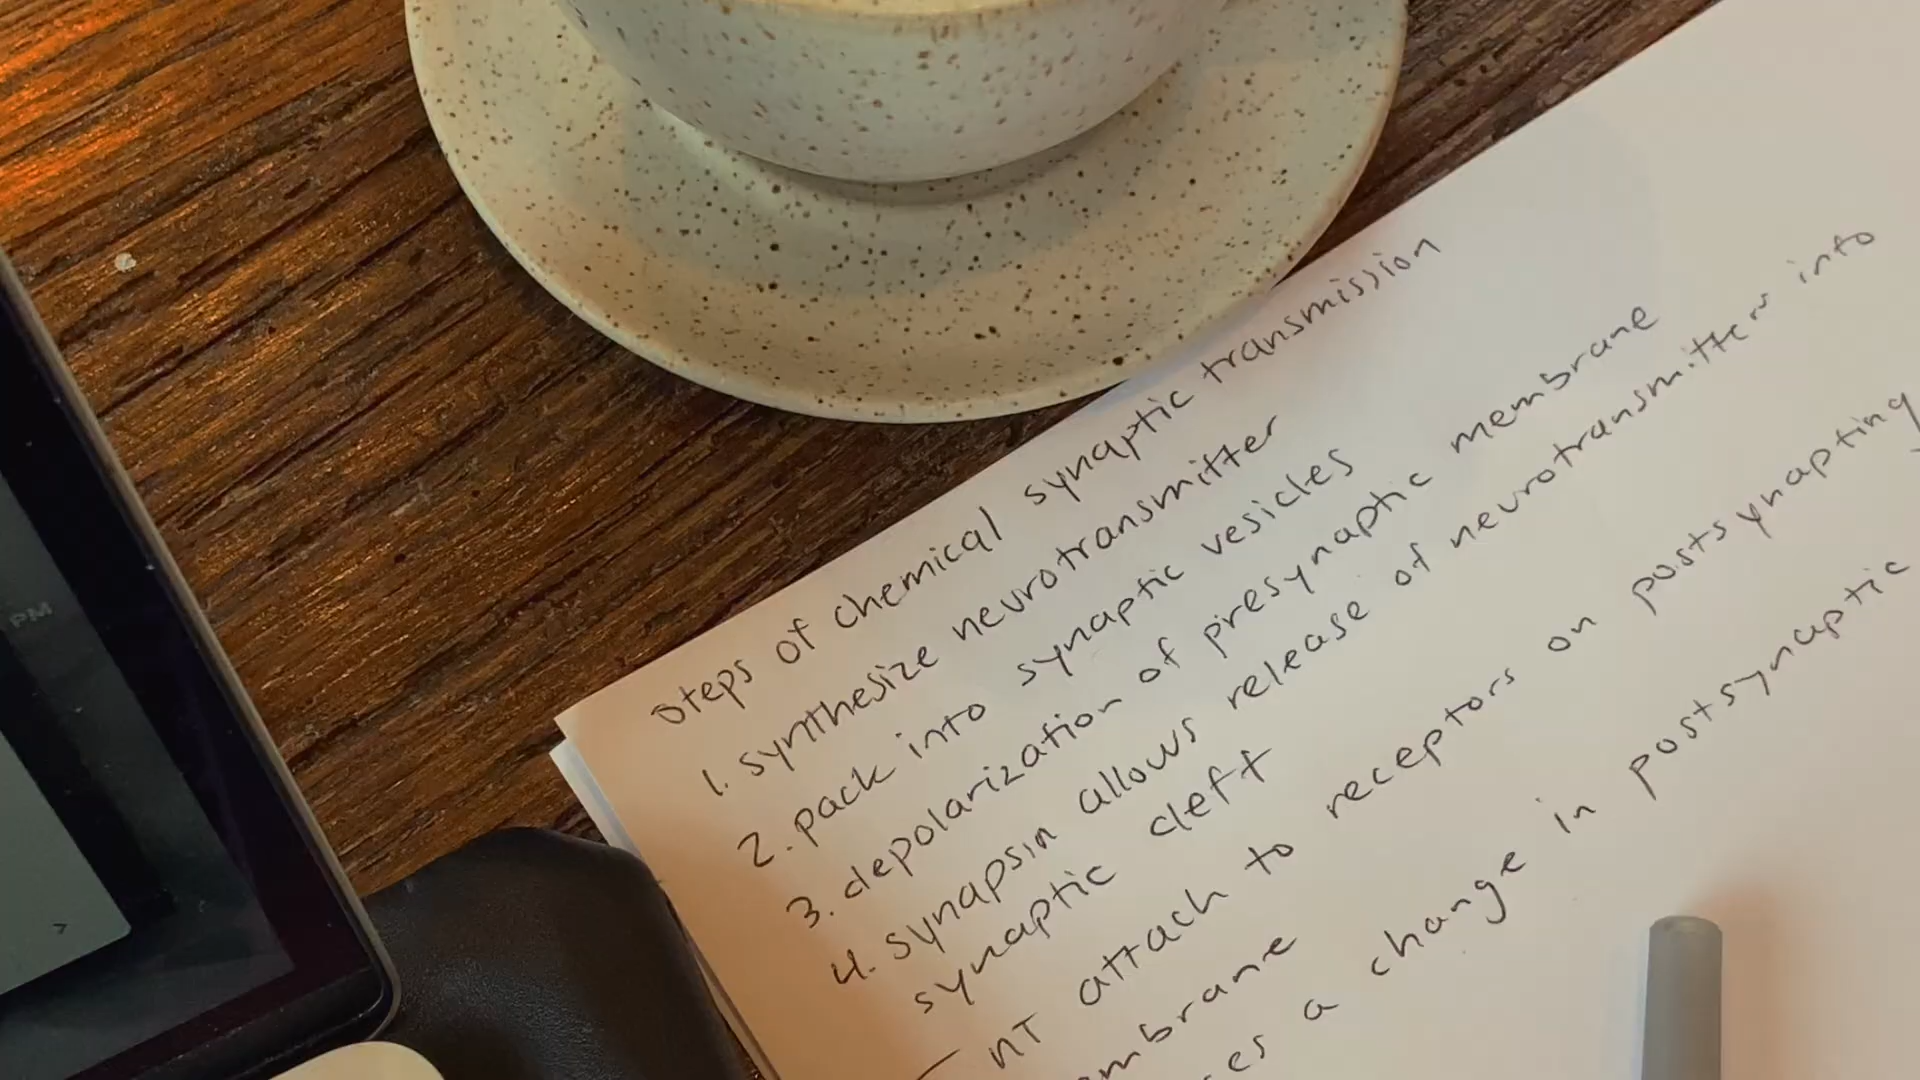 PM
Steps of chemical synaptic transmission
1. synthesize neurotransmitter
2. pack into synaptic vesicles
3. depolarization of presynaptic membrane
4. synapsin allows release of neurotransmitter into
synaptic cleft
NT attach to receptors on postsynapting
a change in postsynaptic